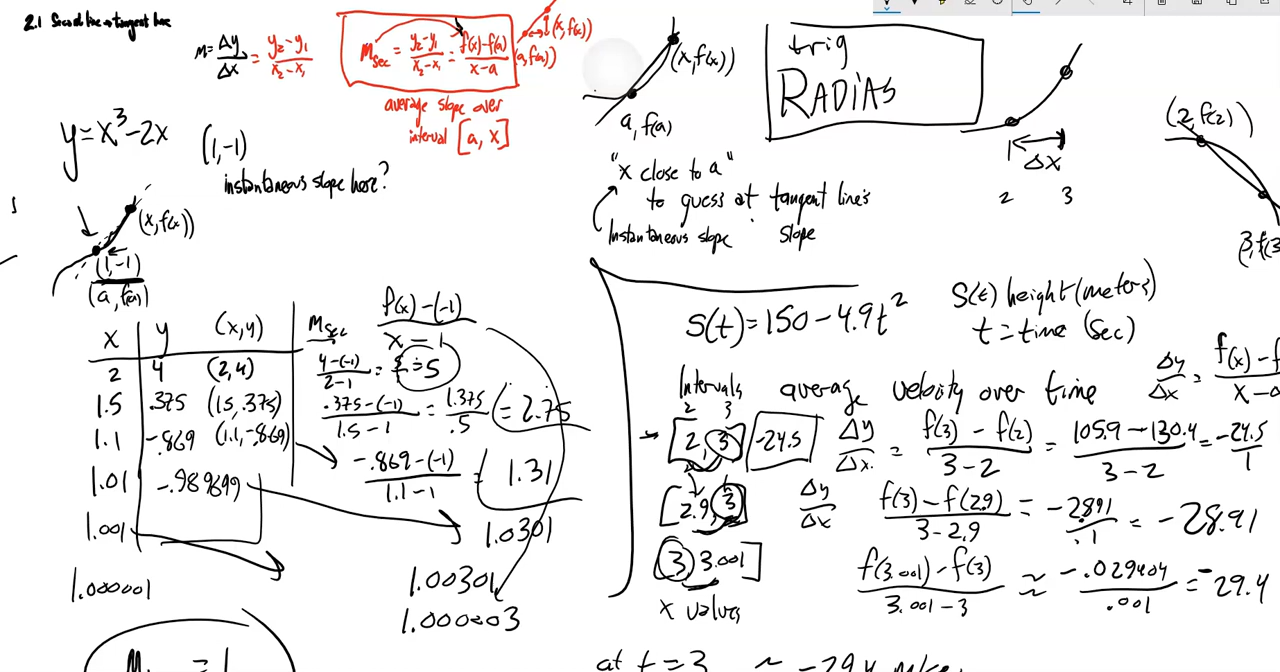 2.1 Secant line → tangent line
M = Δy/Δx = y₂-y₁/x₂-x₁
Msec = y₂-y₁/x₂-x₁ = f(x)-f(a)/x-a
(x, f(x))
(a, f(a))
average slope over
interval [a, x]
y = x³-2x
(1,-1)
instantaneous slope here?
(x, f(x))
(1,-1)
(a, f(a))
x y (x,y)
2 4 (2,4)
1.5 .375 (1.5, .375)
1.1 -.869 (1.1, -.869)
1.01 -.989699
1.001
1.000001
Msec f(x)-(-1)/x-1
4-(-1)/2-1 = 5
.375-(-1)/1.5-1 = 1.375/.5 = 2.75
-.869-(-1)/1.1-1 = 1.31
1.0301
1.00301
1.000003
(x, f(x))
a, f(a)
"x close to a"
to guess at tangent line's
Instantaneous slope slope
trig
RADIAS
1 Δx
2 3
(2, f(2))
(3, f(3
S(t) = 150-4.9t²
S(t) height (meters)
t = time (sec)
Intervals average velocity over time
Δy/Δx = f(x)-f
x-a
2 3
[2, 3] -24.5 Δy/Δx = f(3)-f(2)/3-2 = 105.9-130.4/3-2 = -24.5/1
[2.9, 3] Δy/Δx f(3)-f(2.9)/3-2.9 = -2.891/.1 = -28.91
[3, 3.001] f(3.001)-f(3)/3.001-3 ≈ -.029404/.001 = -29.4
x values
at t = 3 ≈ -29.4